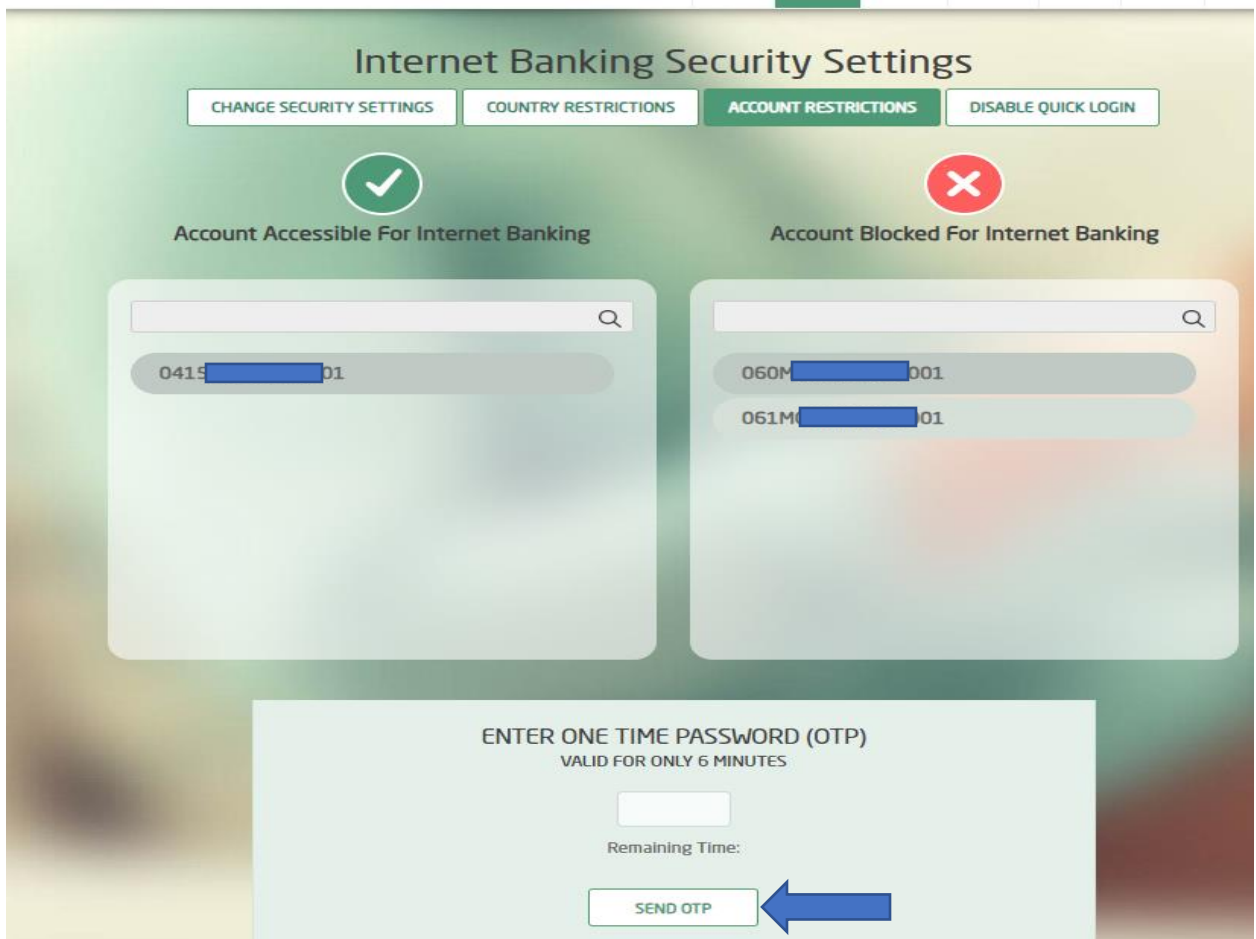 Internet Banking Security Settings
CHANGE SECURITY SETTINGS
COUNTRY RESTRICTIONS
ACCOUNT RESTRICTIONS
DISABLE QUICK LOGIN
Account Accessible For Internet Banking
Account Blocked For Internet Banking
0415 01
060M 001
061M 01
ENTER ONE TIME PASSWORD (OTP)
VALID FOR ONLY 6 MINUTES
Remaining Time:
SEND OTP